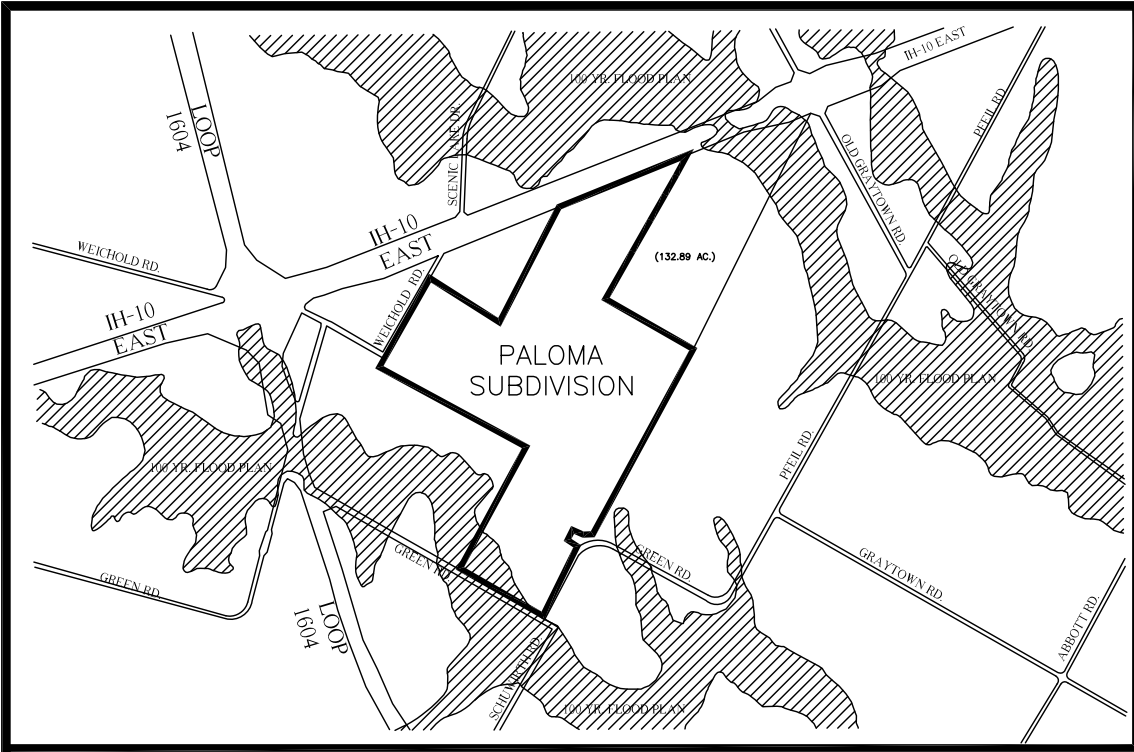 IH-10 EAST
100 YR. FLOOD PLAN
LOOP
1604
SCENIC LAKE DR.
PFEIL RD.
OLD GRAYTOWN RD.
IH-10
EAST
WEICHOLD RD.
(132.89 AC.)
OLD GRAYTOWN RD.
WEICHOLD RD.
IH-10
EAST
PALOMA
SUBDIVISION
100 YR. FLOOD PLAN
PFEIL RD.
100 YR. FLOOD PLAN
GREEN RD.
GREEN RD.
GRAYTOWN RD.
GREEN RD.
LOOP
1604
ABBOTT RD.
SCHUWIRTH RD.
100 YR. FLOOD PLAN